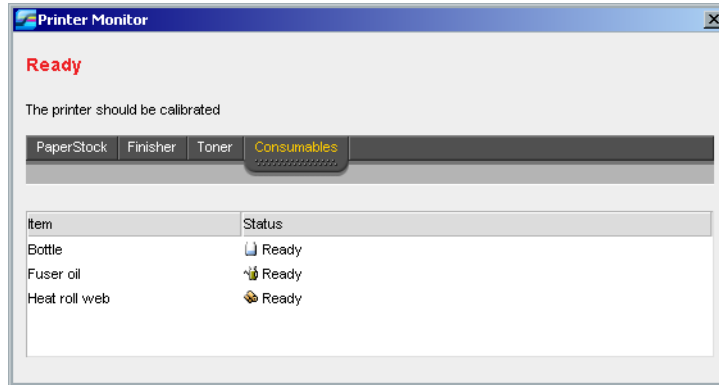 Printer Monitor
Ready
The printer should be calibrated
PaperStock Finisher Toner Consumables
Item Status
Bottle Ready
Fuser oil Ready
Heat roll web Ready